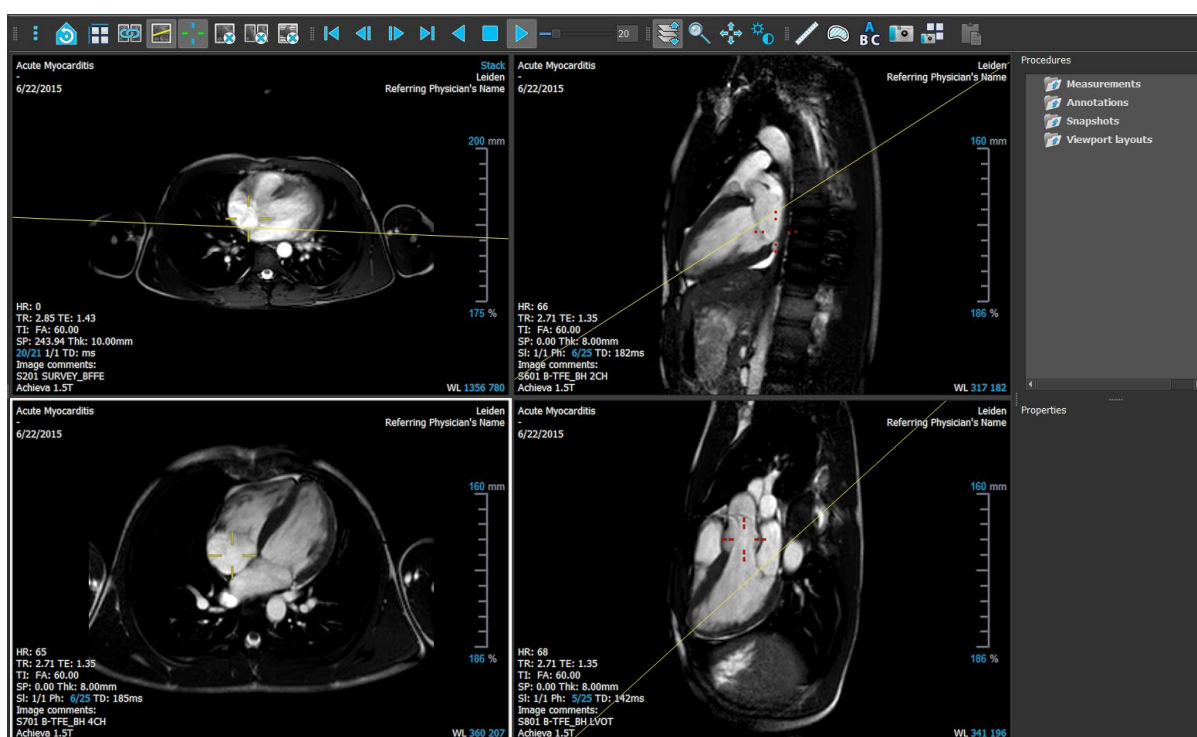 20
A
B C
Procedures
Measurements
Annotations
Snapshots
Viewport layouts
Properties
Acute Myocarditis
-
6/22/2015
Stack
Leiden
Referring Physician's Name
200 mm
175 %
HR: 0
TR: 2.85 TE: 1.43
TI: FA: 60.00
SP: 243.94 Thk: 10.00mm
20/21 1/1 TD: ms
Image comments:
S201 SURVEY_BFFE
Achieva 1.5T
WL 1356 780
Acute Myocarditis
-
6/22/2015
Leiden
Referring Physician's Name
160 mm
186 %
HR: 66
TR: 2.71 TE: 1.35
TI: FA: 60.00
SP: 0.00 Thk: 8.00mm
Sl: 1/1 Ph: 6/25 TD: 182ms
Image comments:
S601 B-TFE_BH 2CH
Achieva 1.5T
WL 317 182
Acute Myocarditis
-
6/22/2015
Leiden
Referring Physician's Name
160 mm
186 %
HR: 65
TR: 2.71 TE: 1.35
TI: FA: 60.00
SP: 0.00 Thk: 8.00mm
Sl: 1/1 Ph: 6/25 TD: 185ms
Image comments:
S701 B-TFE_BH 4CH
Achieva 1.5T
WL 360 207
Acute Myocarditis
-
6/22/2015
Leiden
Referring Physician's Name
160 mm
186 %
HR: 68
TR: 2.71 TE: 1.35
TI: FA: 60.00
SP: 0.00 Thk: 8.00mm
Sl: 1/1 Ph: 5/25 TD: 142ms
Image comments:
S801 B-TFE_BH LVOT
Achieva 1.5T
WL 341 196